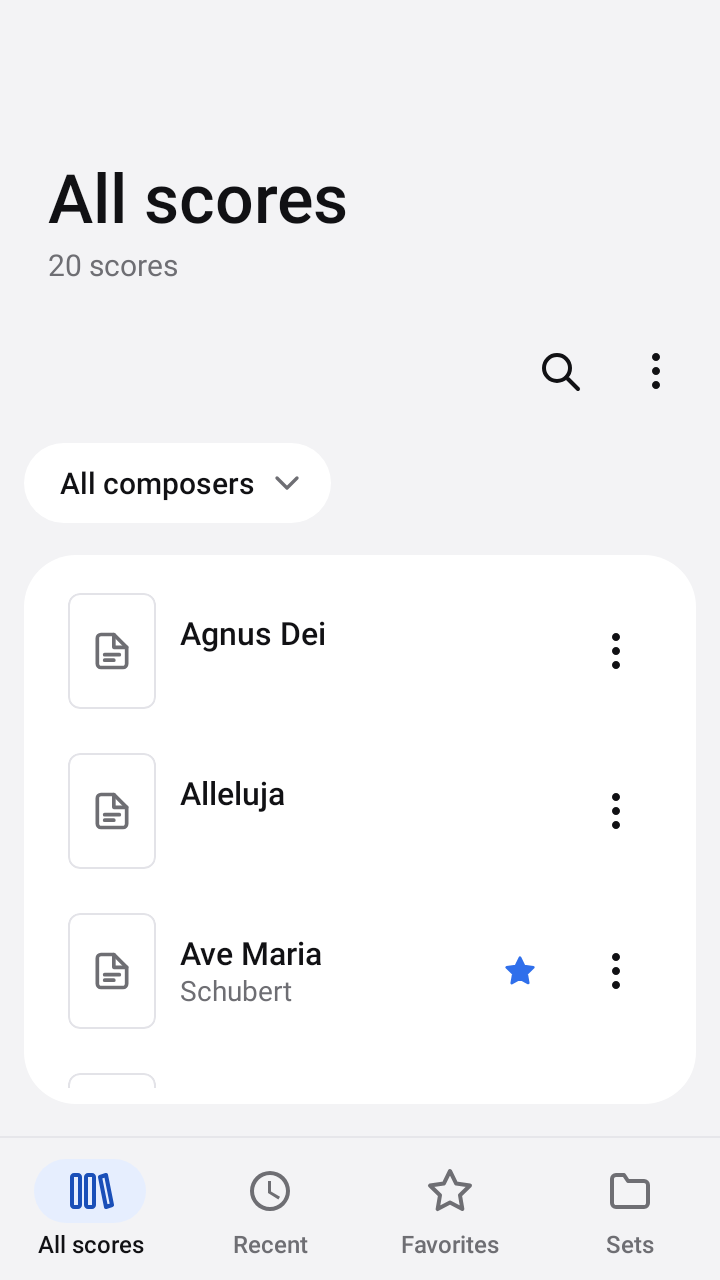 All scores
20 scores
All composers
Agnus Dei
Alleluja
Ave Maria
Schubert
All scores
Recent
Favorites
Sets